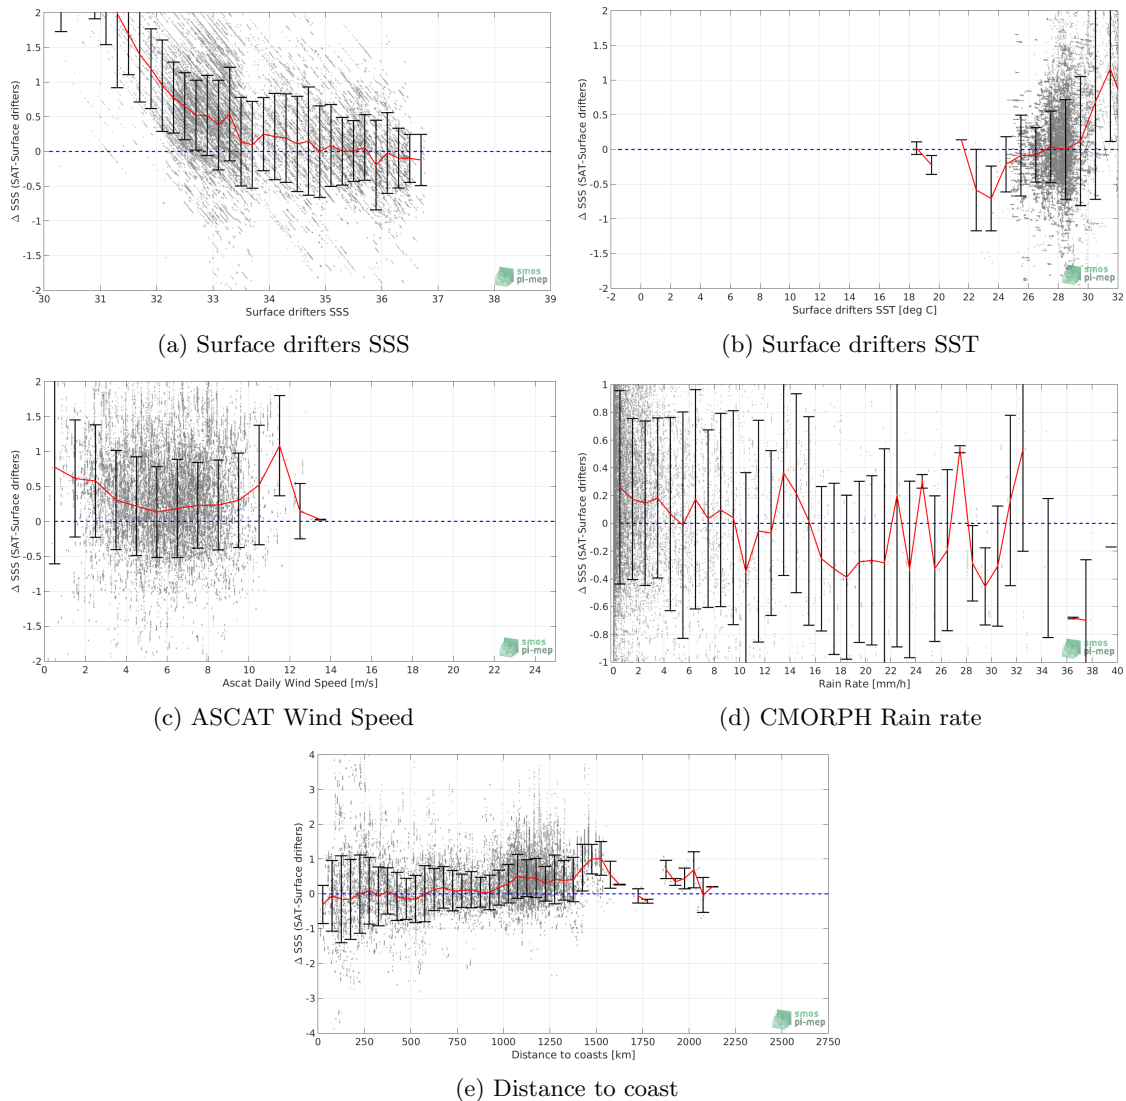 2
1.5
1
0.5
0
-0.5
-1
-1.5
-2
Δ SSS (SAT-Surface drifters)
30 31 32 33 34 35 36 37 38 39
Surface drifters SSS
smos
pi-mep
(a) Surface drifters SSS
2
1.5
1
0.5
0
-0.5
-1
-1.5
-2
Δ SSS (SAT-Surface drifters)
-2 0 2 4 6 8 10 12 14 16 18 20 22 24 26 28 30 32
Surface drifters SST [deg C]
smos
pi-mep
(b) Surface drifters SST
2
1.5
1
0.5
0
-0.5
-1
-1.5
-2
Δ SSS (SAT-Surface drifters)
0 2 4 6 8 10 12 14 16 18 20 22 24
Ascat Daily Wind Speed [m/s]
smos
pi-mep
(c) ASCAT Wind Speed
1
0.8
0.6
0.4
0.2
0
-0.2
-0.4
-0.6
-0.8
-1
Δ SSS (SAT-Surface drifters)
0 2 4 6 8 10 12 14 16 18 20 22 24 26 28 30 32 34 36 38 40
Rain Rate [mm/h]
smos
pi-mep
(d) CMORPH Rain rate
4
3
2
1
0
-1
-2
-3
-4
Δ SSS (SAT-Surface drifters)
0 250 500 750 1000 1250 1500 1750 2000 2250 2500 2750
Distance to coasts [km]
smos
pi-mep
(e) Distance to coast